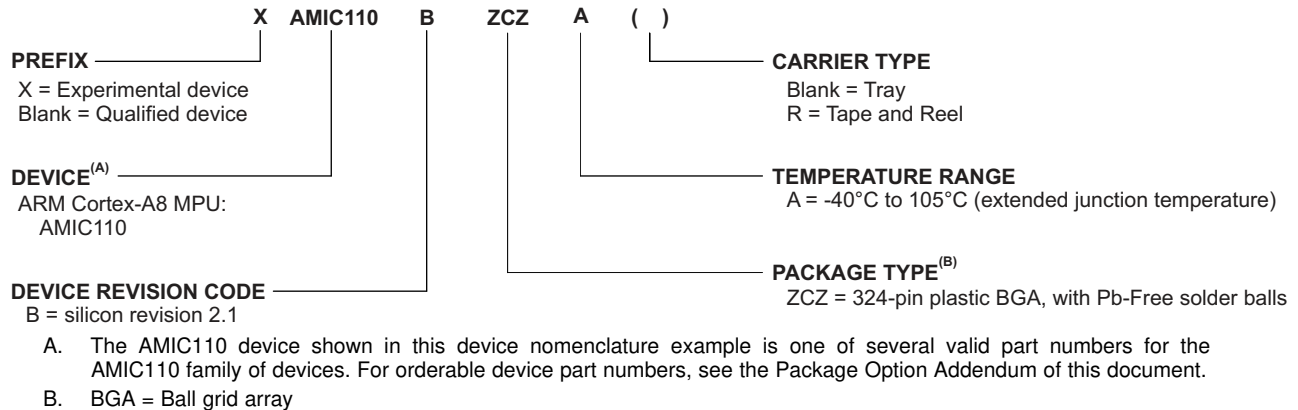 X AMIC110 B ZCZ A ( )
PREFIX
X = Experimental device
Blank = Qualified device
DEVICE(A)
ARM Cortex-A8 MPU:
AMIC110
DEVICE REVISION CODE
B = silicon revision 2.1
CARRIER TYPE
Blank = Tray
R = Tape and Reel
TEMPERATURE RANGE
A = -40°C to 105°C (extended junction temperature)
PACKAGE TYPE(B)
ZCZ = 324-pin plastic BGA, with Pb-Free solder balls
A. The AMIC110 device shown in this device nomenclature example is one of several valid part numbers for the
AMIC110 family of devices. For orderable device part numbers, see the Package Option Addendum of this document.
B. BGA = Ball grid array